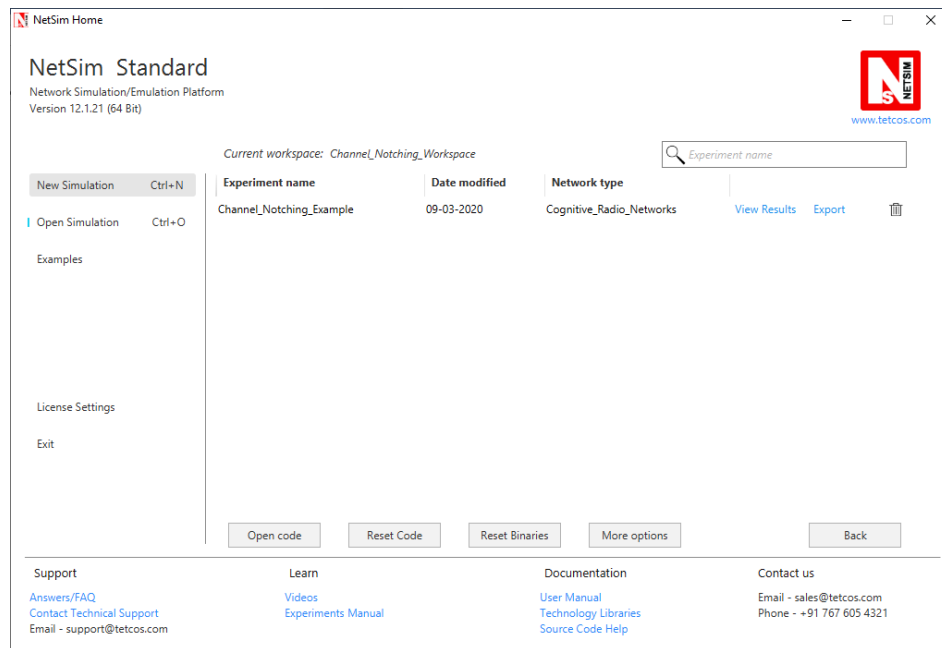 NetSim Home
NetSim Standard
Network Simulation/Emulation Platform
Version 12.1.21 (64 Bit)
NS NETSIM
www.tetcos.com
Current workspace: Channel_Notching_Workspace
Experiment name
New Simulation Ctrl+N
Open Simulation Ctrl+O
Examples
License Settings
Exit
Experiment name Date modified Network type
Channel_Notching_Example 09-03-2020 Cognitive_Radio_Networks View Results Export
Open code Reset Code Reset Binaries More options Back
Support
Answers/FAQ
Contact Technical Support
Email - support@tetcos.com
Learn
Videos
Experiments Manual
Documentation
User Manual
Technology Libraries
Source Code Help
Contact us
Email - sales@tetcos.com
Phone - +91 767 605 4321